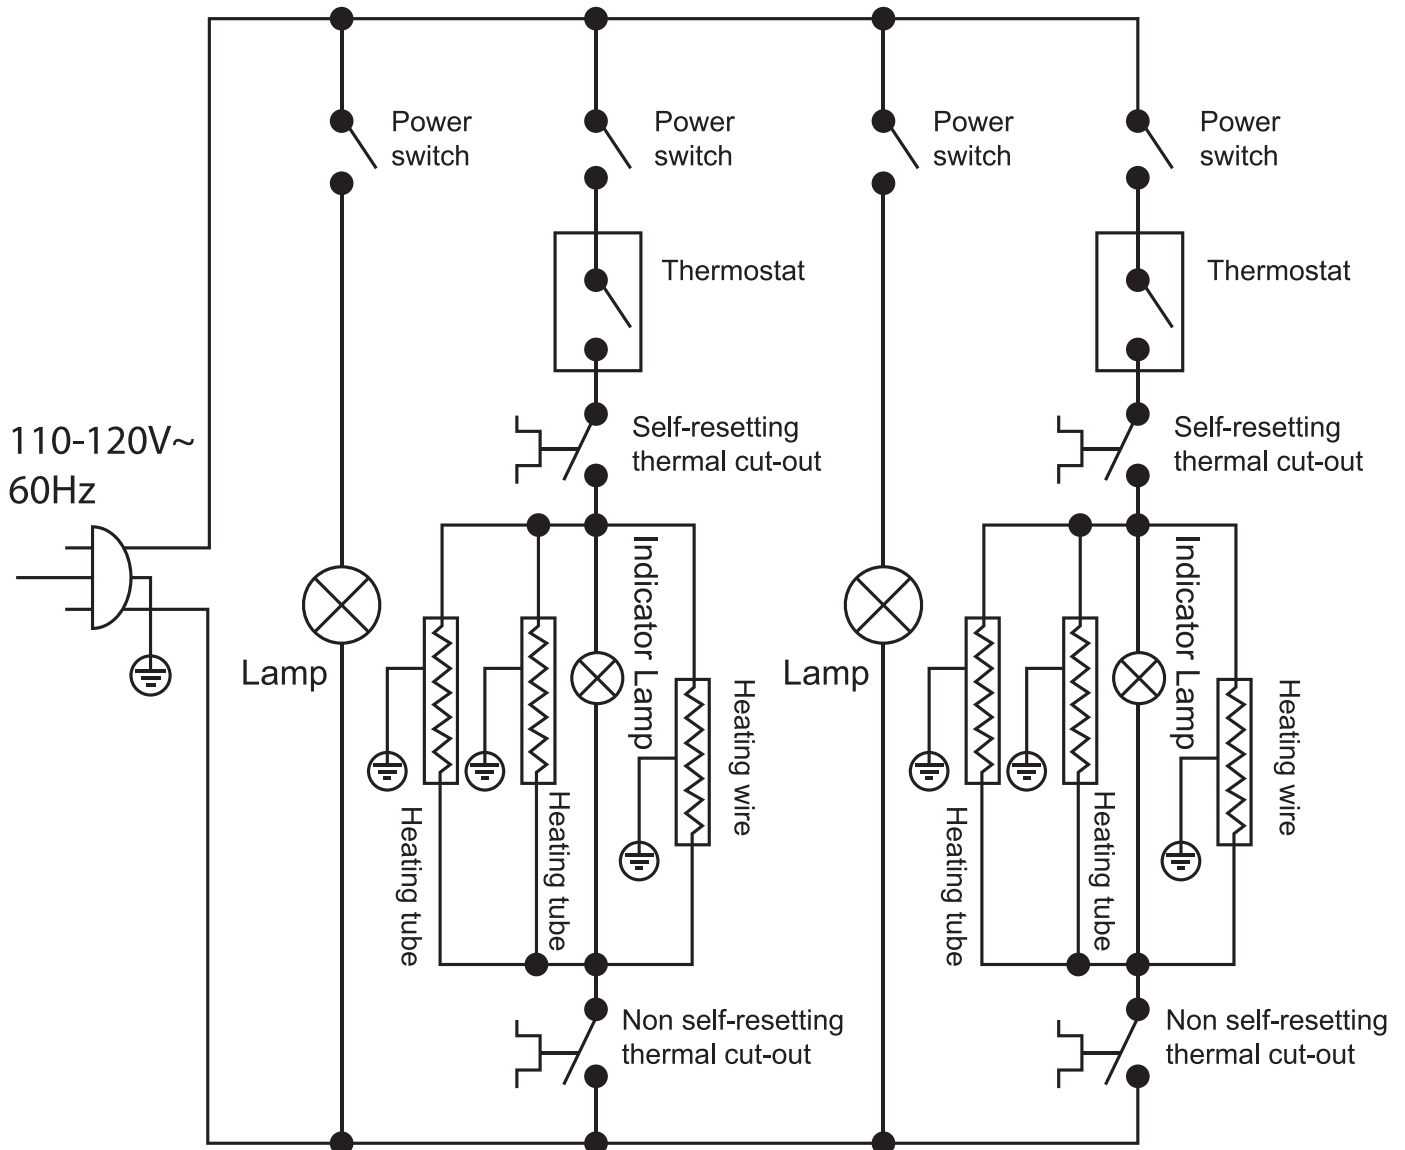 Power
switch
Power
switch
Power
switch
Power
switch
Thermostat
Thermostat
110-120V~
60Hz
Self-resetting
thermal cut-out
Self-resetting
thermal cut-out
Lamp
Indicator Lamp
Lamp
Indicator Lamp
Heating wire
Heating wire
Heating tube
Heating tube
Heating tube
Heating tube
Non self-resetting
thermal cut-out
Non self-resetting
thermal cut-out